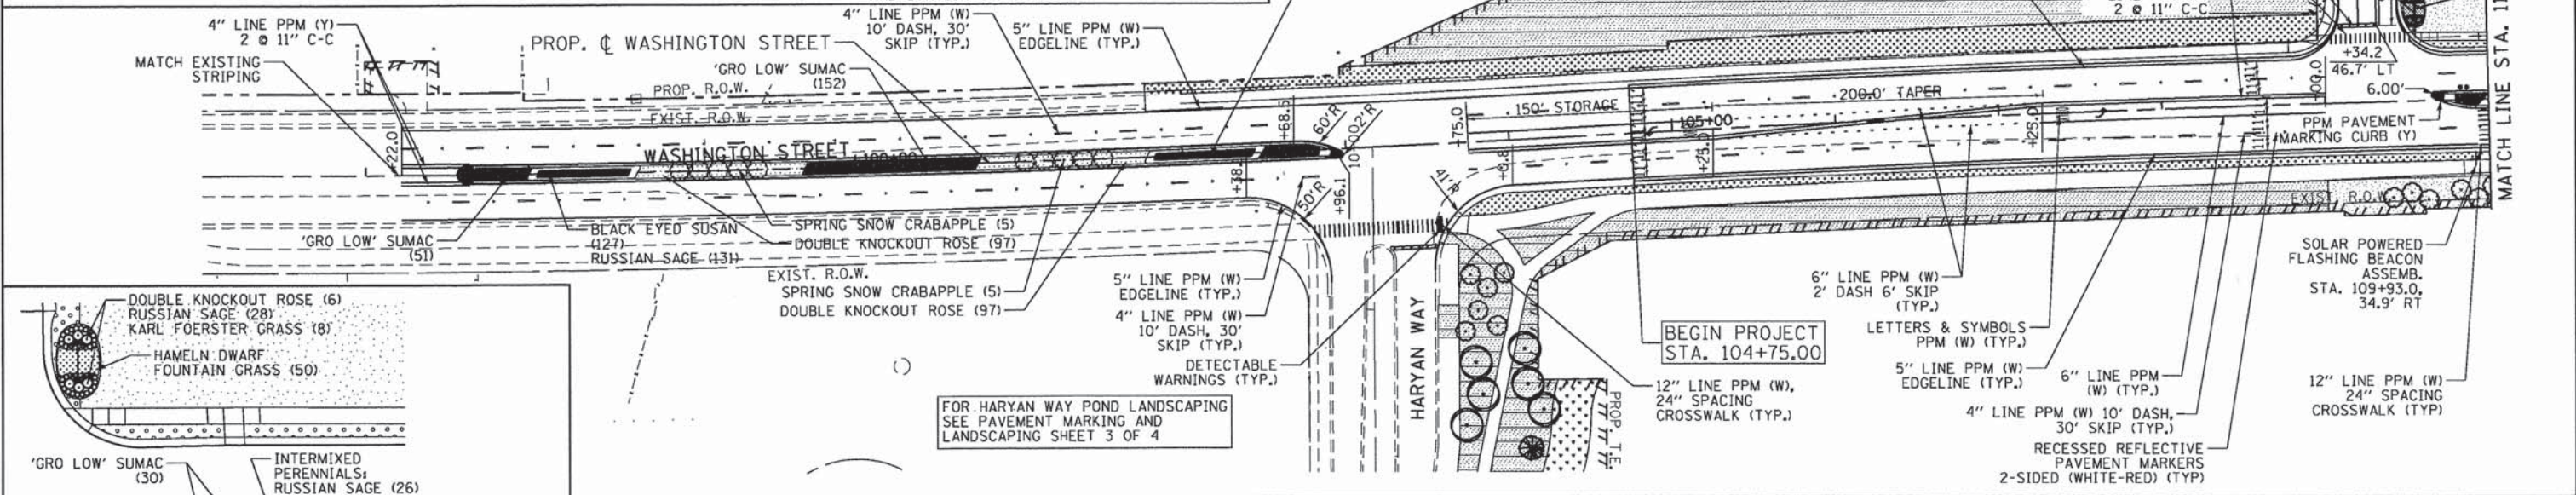 4" LINE PPM (Y)
2 @ 11" C-C
MATCH EXISTING
STRIPING
PROP. ℄ WASHINGTON STREET
4" LINE PPM (W)
10' DASH, 30'
SKIP (TYP.)
5" LINE PPM (W)
EDGELINE (TYP.)
'GRO LOW' SUMAC
(152)
PROP. R.O.W.
EXIST. R.O.W.
+22.0
WASHINGTON STREET
+68.5
60'R
100.2'R
+38.
50'R
+96.1
'GRO LOW' SUMAC
(51)
BLACK EYED SUSAN
(127)
RUSSIAN SAGE (131)
SPRING SNOW CRABAPPLE (5)
DOUBLE KNOCKOUT ROSE (97)
EXIST. R.O.W.
SPRING SNOW CRABAPPLE (5)
DOUBLE KNOCKOUT ROSE (97)
5" LINE PPM (W)
EDGELINE (TYP.)
4" LINE PPM (W)
10' DASH, 30'
SKIP (TYP.)
DETECTABLE
WARNINGS (TYP.)
FOR HARYAN WAY POND LANDSCAPING
SEE PAVEMENT MARKING AND
LANDSCAPING SHEET 3 OF 4
HARYAN WAY
41'R
+75.0
150' STORAGE
105+00
200.0' TAPER
+25.0
+00.0
2 @ 11" C-C
+34.2
46.7' LT
6.00'
PPM PAVEMENT
MARKING CURB (Y)
MATCH LINE STA. 11
EXIST. R.O.W.
BEGIN PROJECT
STA. 104+75.00
12" LINE PPM (W),
24" SPACING
CROSSWALK (TYP.)
PROP. T.E.
6" LINE PPM (W)
2' DASH 6' SKIP
(TYP.)
LETTERS & SYMBOLS
PPM (W) (TYP.)
5" LINE PPM (W)
EDGELINE (TYP.)
6" LINE PPM
(W) (TYP.)
4" LINE PPM (W) 10' DASH,
30' SKIP (TYP.)
RECESSED REFLECTIVE
PAVEMENT MARKERS
2-SIDED (WHITE-RED) (TYP)
SOLAR POWERED
FLASHING BEACON
ASSEMB.
STA. 109+93.0,
34.9' RT
12" LINE PPM (W)
24" SPACING
CROSSWALK (TYP)
DOUBLE KNOCKOUT ROSE (6)
RUSSIAN SAGE (28)
KARL FOERSTER GRASS (8)
HAMELN DWARF
FOUNTAIN GRASS (50)
'GRO LOW' SUMAC
(30)
INTERMIXED
PERENNIALS:
RUSSIAN SAGE (26)